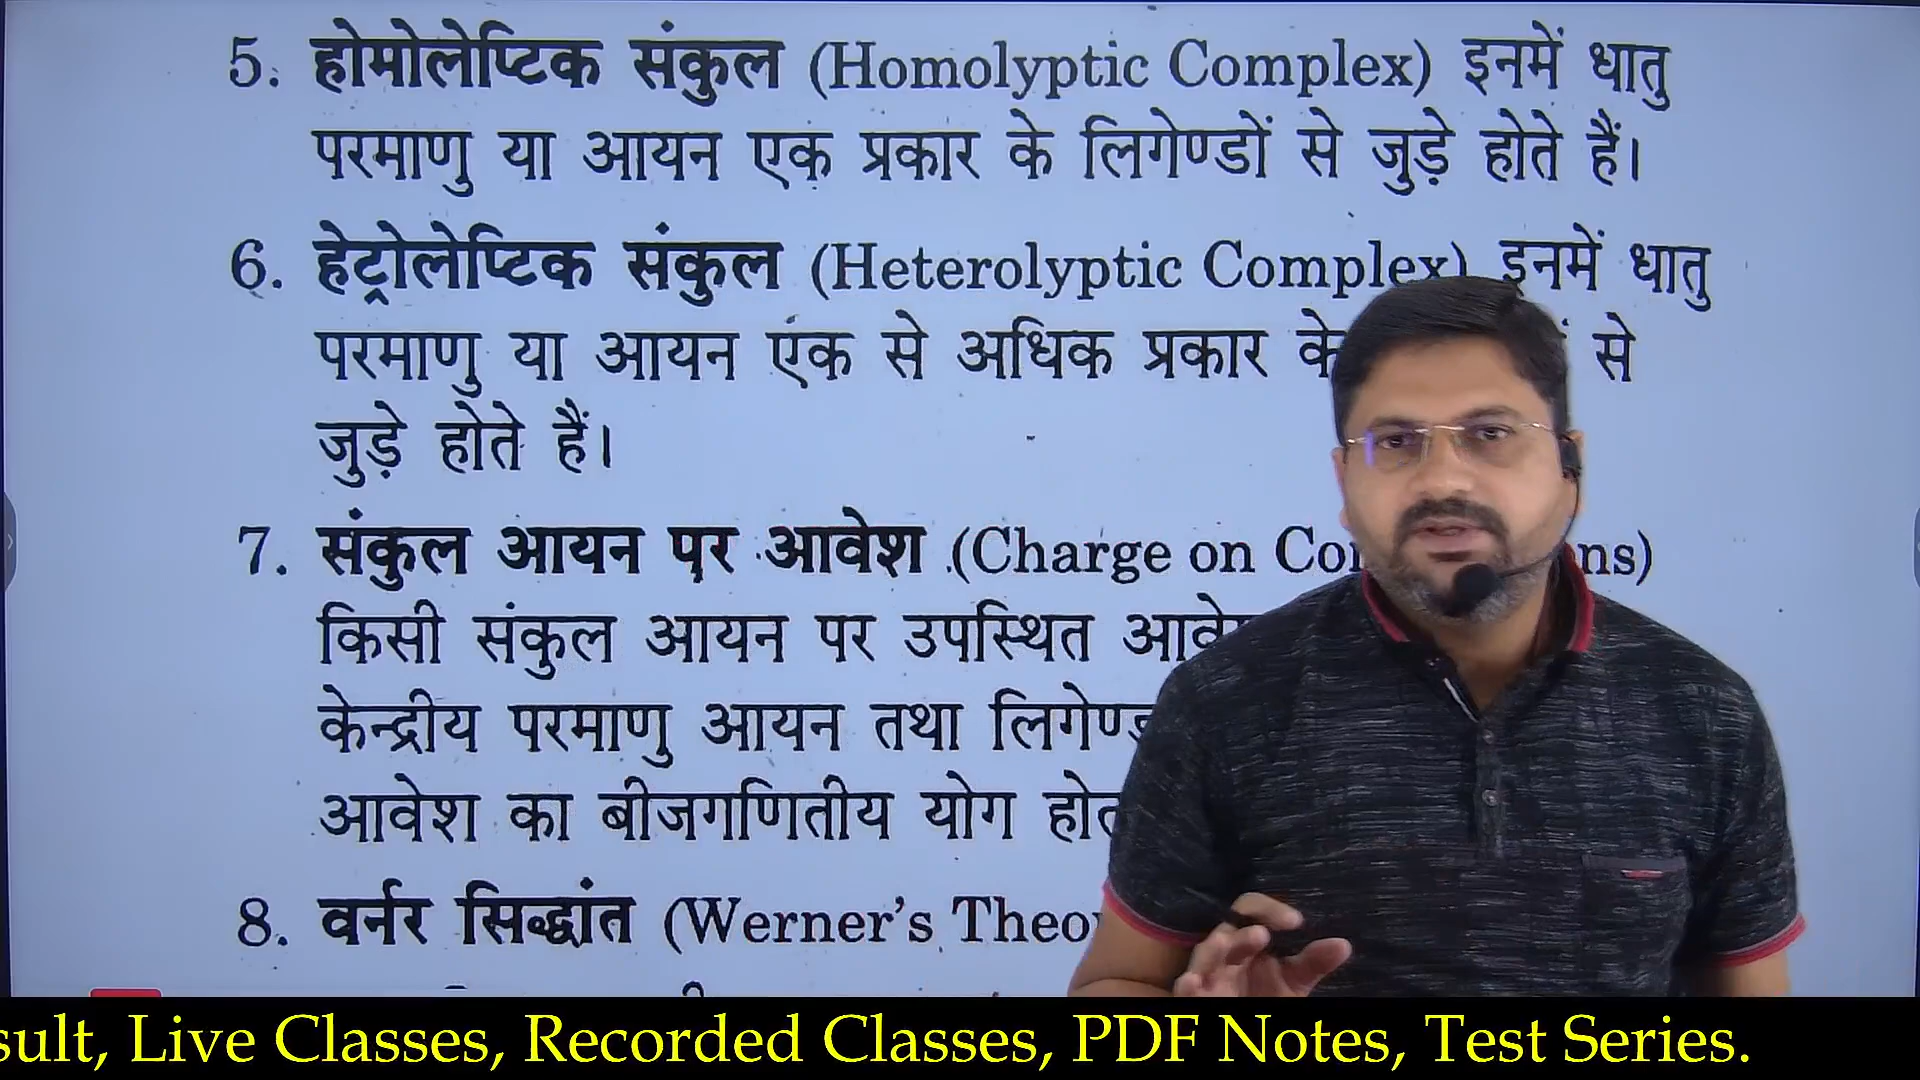 5. होमोलेप्टिक संकुल (Homolyptic Complex) इनमें धातु
परमाणु या आयन एक प्रकार के लिगेण्डों से जुड़े होते हैं।
6. हेट्रोलेप्टिक संकुल (Heterolyptic Complex) इनमें धातु
परमाणु या आयन एक से अधिक प्रकार के से
जुड़े होते हैं।
7. संकुल आयन पर आवेश (Charge on
किसी संकुल आयन पर उपस्थित
केन्द्रीय परमाणु आयन तथा
आवेश का बीजगणितीय योग
8. वर्नर सिद्धांत (Werner's
Live Classes, Recorded Classes, PDF Notes, Test Series.